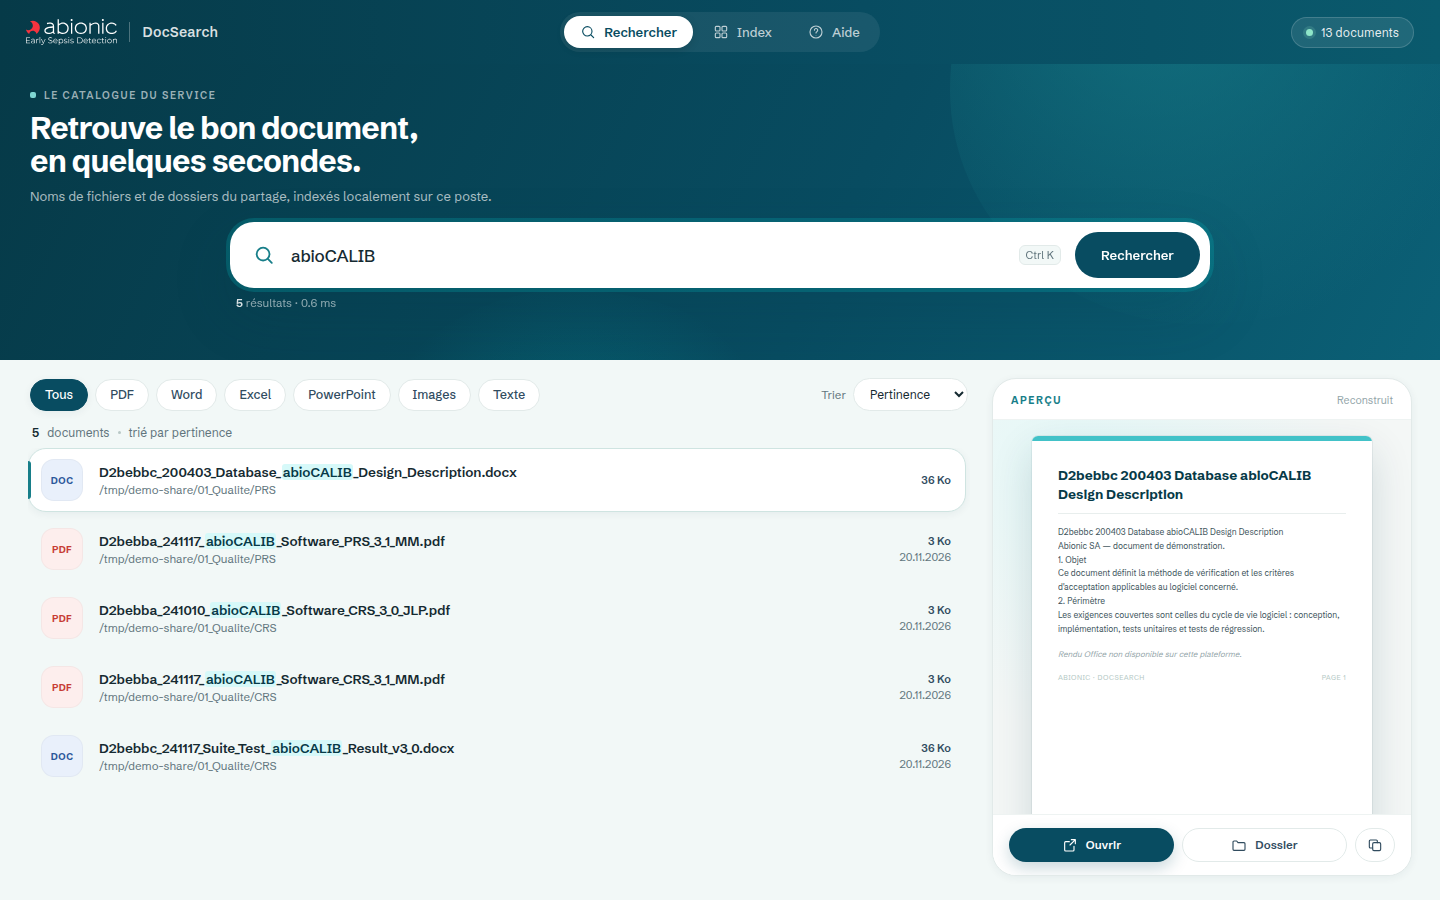 abionic
Early Sepsis Detection
DocSearch
Rechercher
Index
Aide
13 documents
LE CATALOGUE DU SERVICE
Retrouve le bon document,
en quelques secondes.
Noms de fichiers et de dossiers du partage, indexés localement sur ce poste.
abioCALIB
Ctrl K
Rechercher
5 résultats · 0.6 ms
Tous
PDF
Word
Excel
PowerPoint
Images
Texte
Trier
Pertinence
5 documents • trié par pertinence
DOC
D2bebbc_200403_Database_abioCALIB_Design_Description.docx
/tmp/demo-share/01_Qualite/PRS
36 Ko
PDF
D2bebba_241117_abioCALIB_Software_PRS_3.1_MM.pdf
/tmp/demo-share/01_Qualite/PRS
3 Ko
20.11.2026
PDF
D2bebba_241010_abioCALIB_Software_CRS_3_0_JLP.pdf
/tmp/demo-share/01_Qualite/CRS
3 Ko
20.11.2026
PDF
D2bebba_241117_abioCALIB_Software_CRS_3_1_MM.pdf
/tmp/demo-share/01_Qualite/CRS
3 Ko
20.11.2026
DOC
D2bebbc_241117_Suite_Test_abioCALIB_Result_v3_0.docx
/tmp/demo-share/01_Qualite/CRS
36 Ko
20.11.2026
APERÇU
Reconstruit
D2bebbc 200403 Database abioCALIB
Design Description
D2bebbc 200403 Database abioCALIB Design Description
Abionic SA — document de démonstration.
1. Objet
Ce document définit la méthode de vérification et les critères
d'acceptation applicables au logiciel concerné.
2. Périmètre
Les exigences couvertes sont celles du cycle de vie logiciel : conception,
implémentation, tests unitaires et tests de régression.
Rendu Office non disponible sur cette plateforme.
ABIONIC · DOCSEARCH
PAGE 1
Ouvrir
Dossier